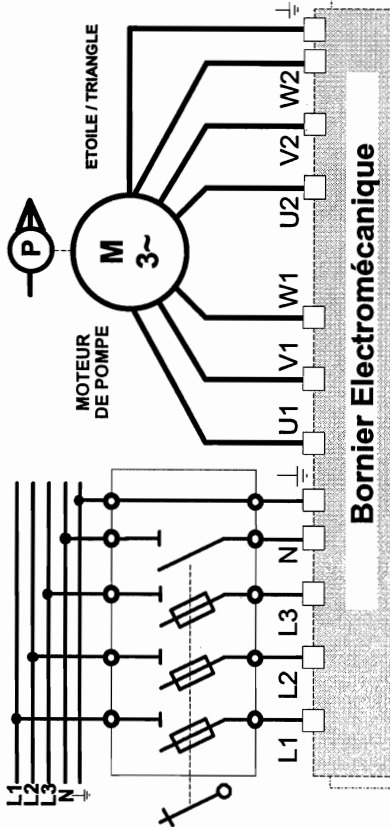 L1
L2
L3
N
L1
L2
L3
N
MOTEUR
DE POMPE
P
M
3~
ETOILE / TRIANGLE
U1
V1
W1
U2
V2
W2
Bornier Electromécanique